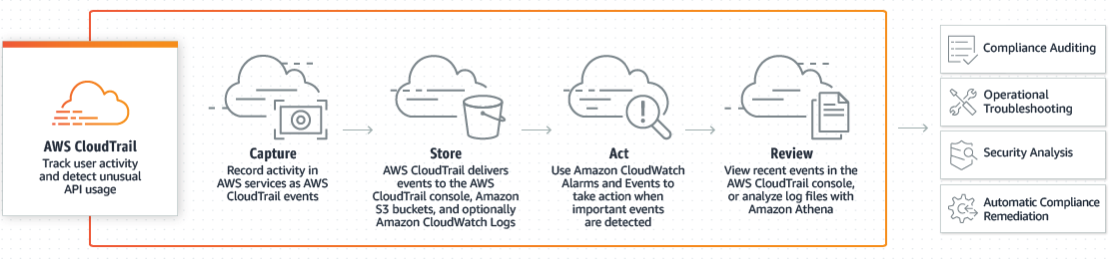 AWS CloudTrail
Track user activity
and detect unusual
API usage
Capture
Record activity in
AWS services as AWS
CloudTrail events
Store
AWS CloudTrail delivers
events to the AWS
CloudTrail console, Amazon
S3 buckets, and optionally
Amazon CloudWatch Logs
Act
Use Amazon CloudWatch
Alarms and Events to
take action when
important events
are detected
Review
View recent events in the
AWS CloudTrail console,
or analyze log files with
Amazon Athena
Compliance Auditing
Operational
Troubleshooting
Security Analysis
Automatic Compliance
Remediation